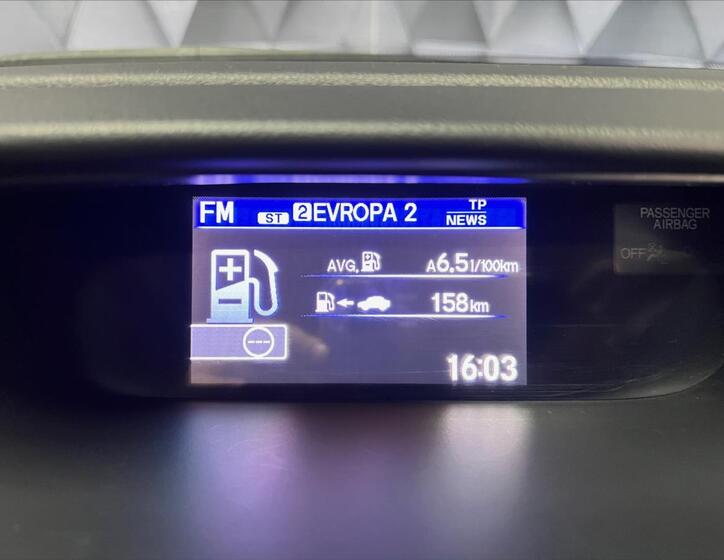 FM ST 2 EVROPA 2 TP NEWS
AVG. A6.5l/100km
158km
---
16:03
PASSENGER
AIRBAG
OFF